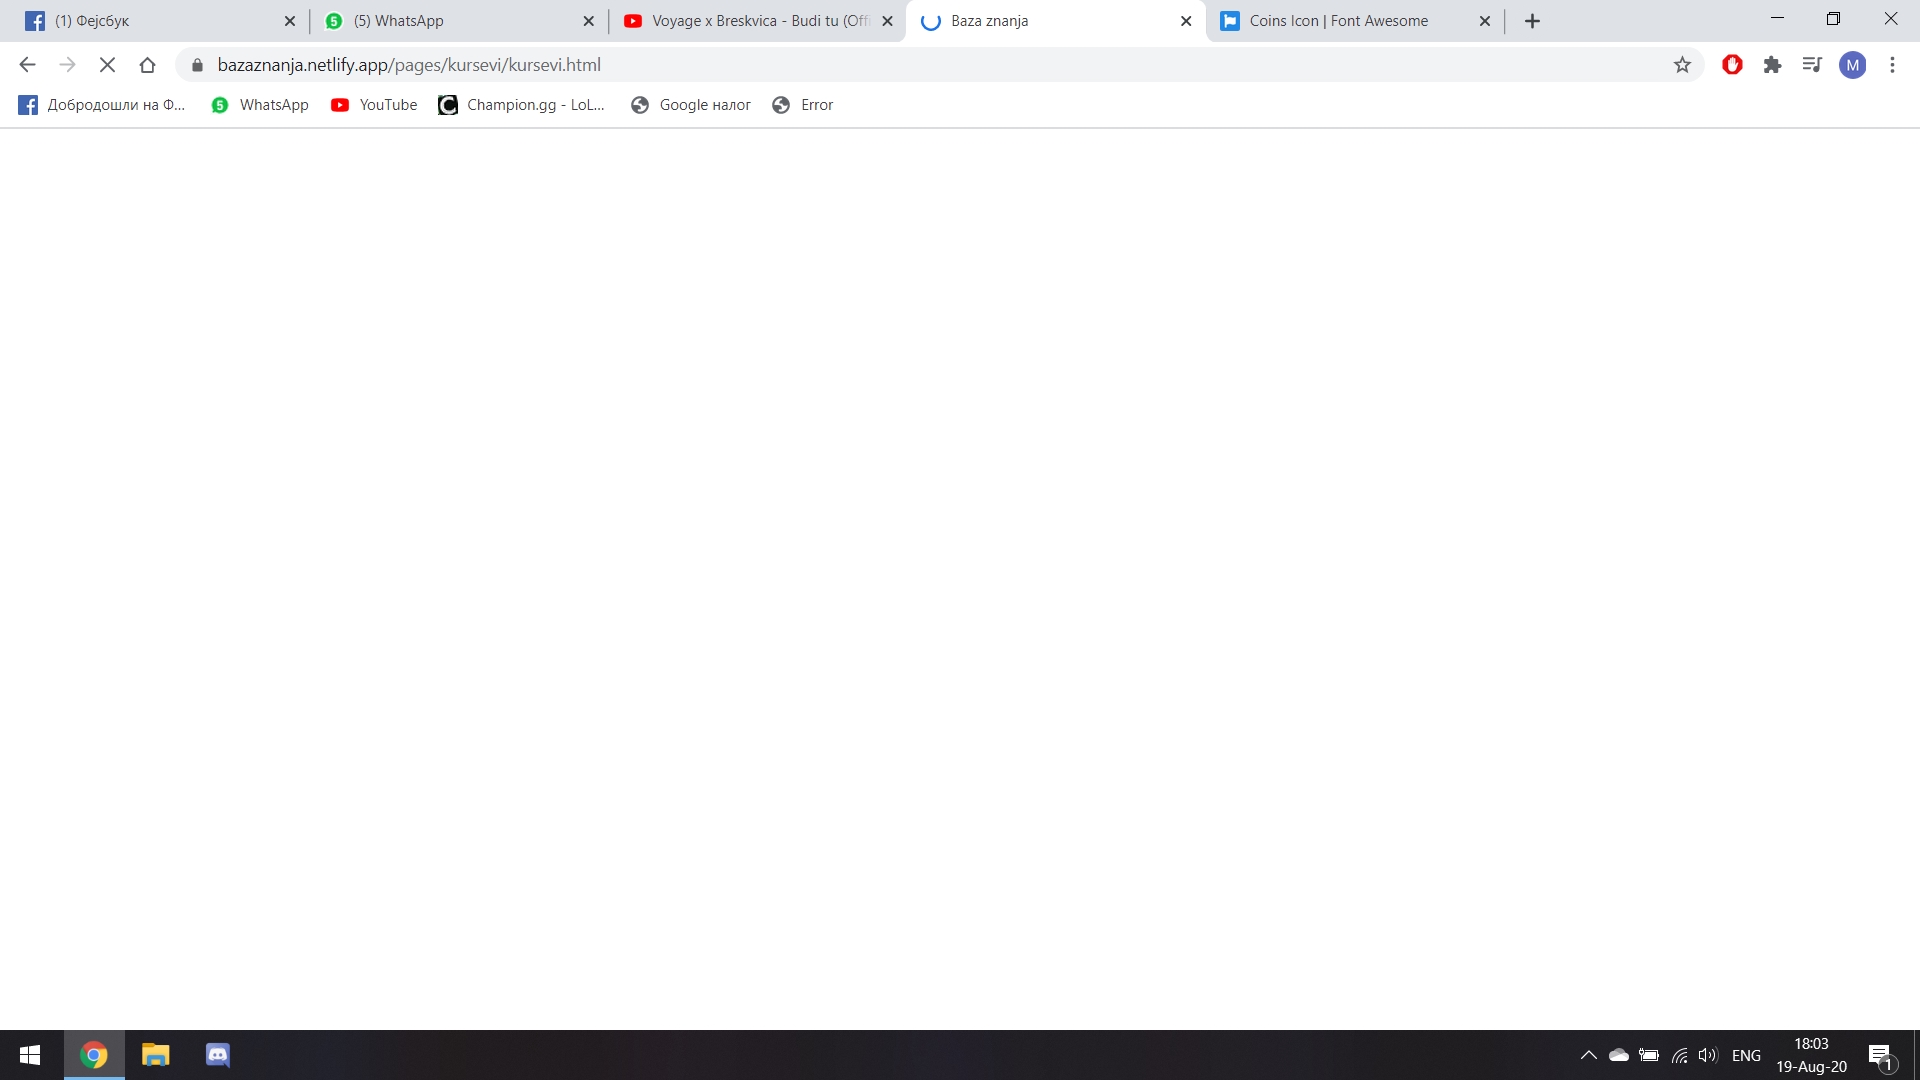 (1) Фејсбук
5 (5) WhatsApp
Voyage x Breskvica - Budi tu (Offi
Baza znanja
Coins Icon | Font Awesome
bazaznanja.netlify.app/pages/kursevi/kursevi.html
M
Добродошли на Ф...
5 WhatsApp
YouTube
Champion.gg - LoL...
Google налог
Error
ENG
18:03
19-Aug-20
1